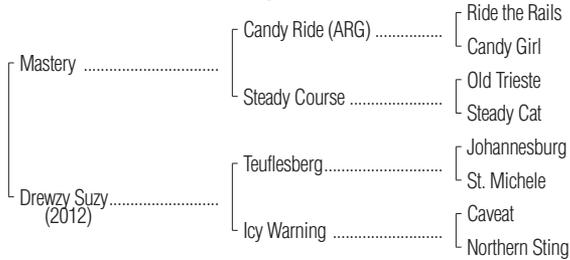 Ride the Rails
Candy Ride (ARG) ................
Candy Girl
Mastery ................................
Old Trieste
Steady Course ......................
Steady Cat
Johannesburg
Teuflesberg............................
St. Michele
Drewzy Suzy..........................
(2012)
Caveat
Icy Warning ..........................
Northern Sting